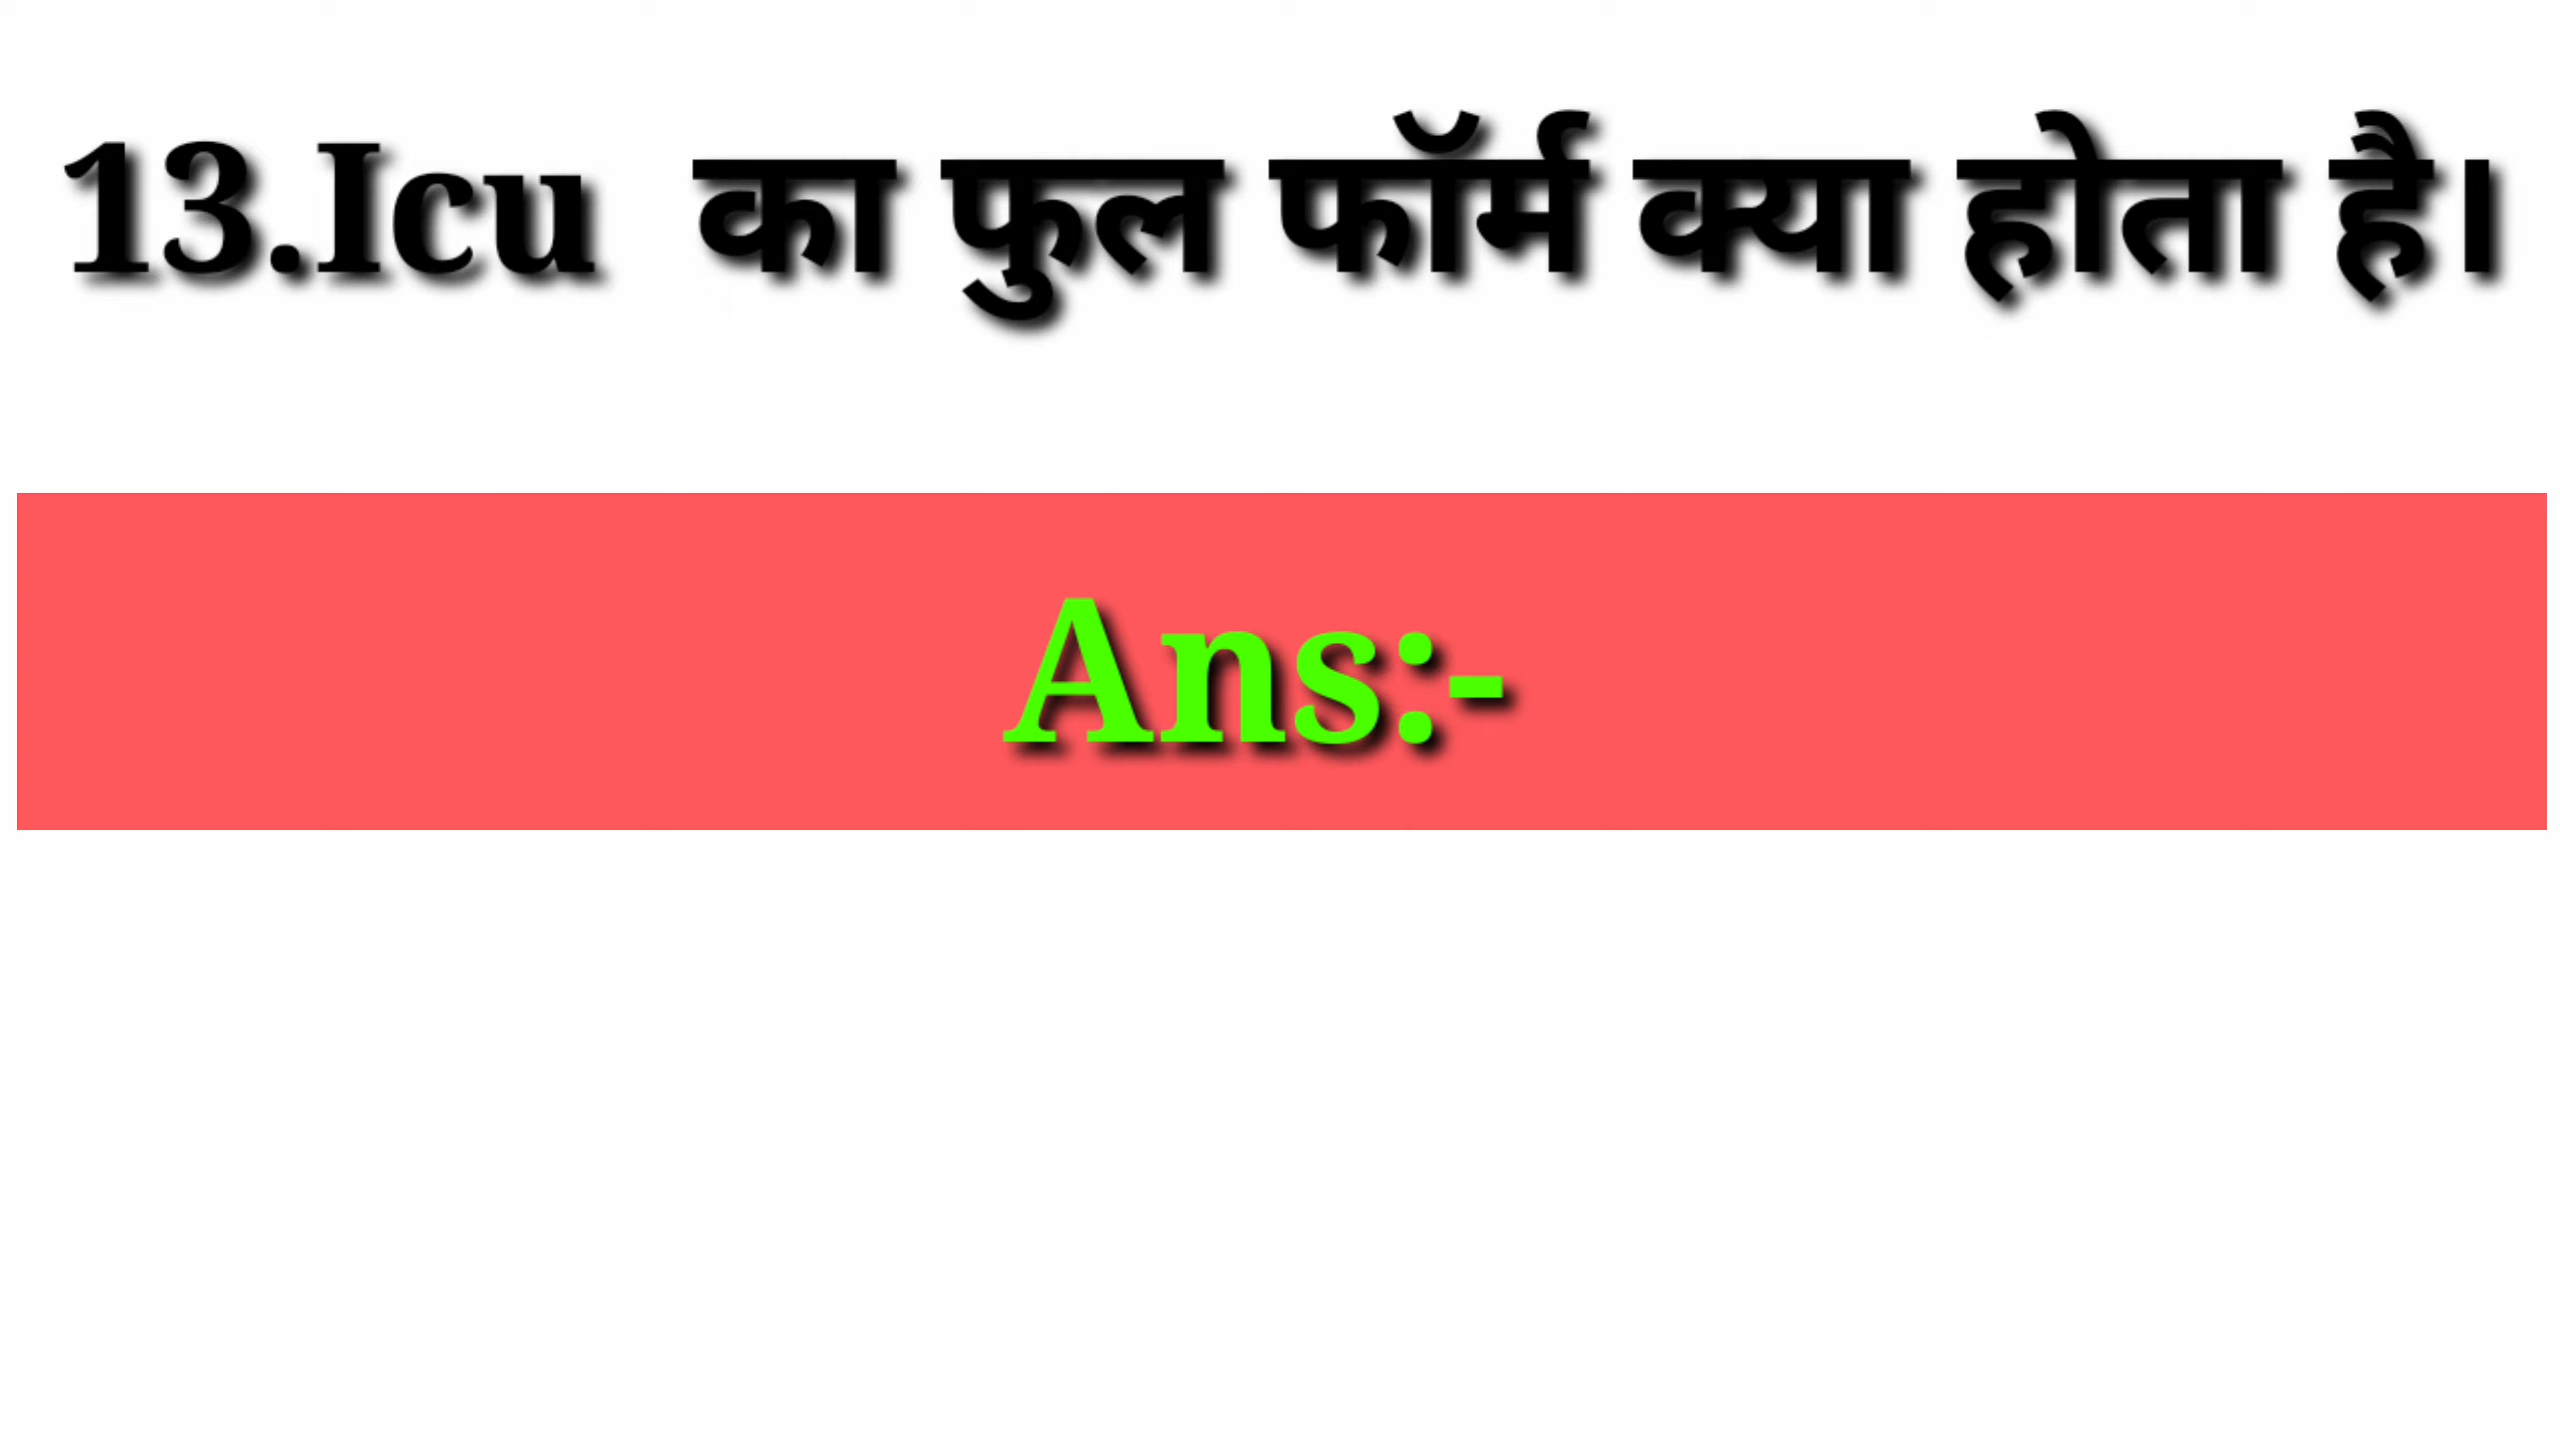 13.Icu का फुल फॉर्म क्या होता है।
Ans:-